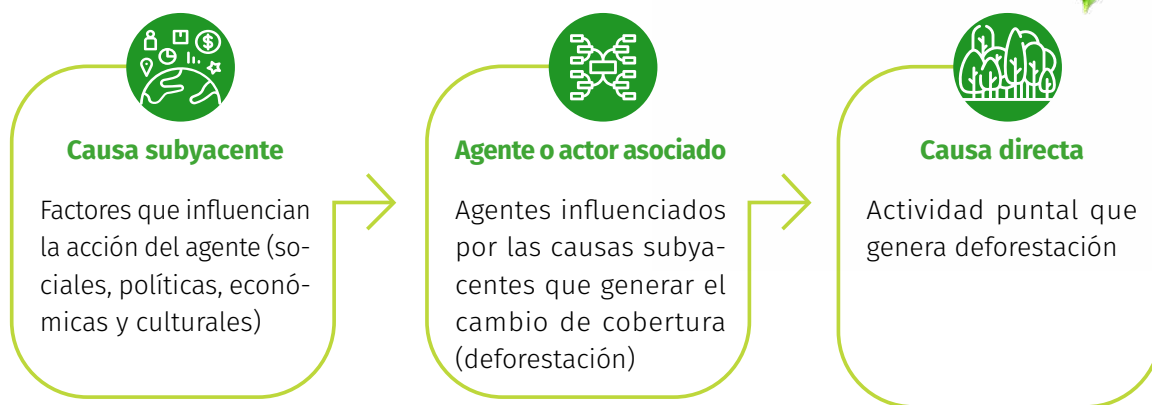 Causa subyacente
Factores que influencian
la acción del agente (so-
ciales, políticas, econó-
micas y culturales)
Agente o actor asociado
Agentes influenciados
por las causas subya-
centes que generar el
cambio de cobertura
(deforestación)
Causa directa
Actividad puntal que
genera deforestación